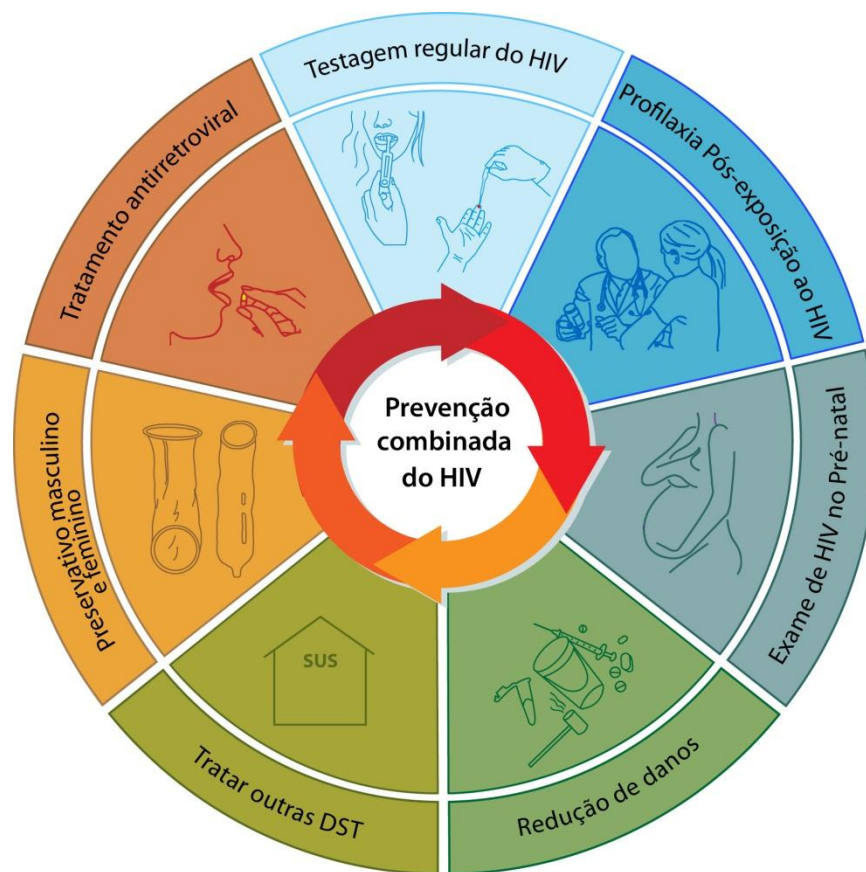 Testagem regular do HIV
Profilaxia Pós-exposição ao HIV
Exame de HIV no Pré-natal
Redução de danos
Tratar outras DST
SUS
Preservativo masculino
e feminino
Tratamento antirretroviral
Prevenção
combinada
do HIV